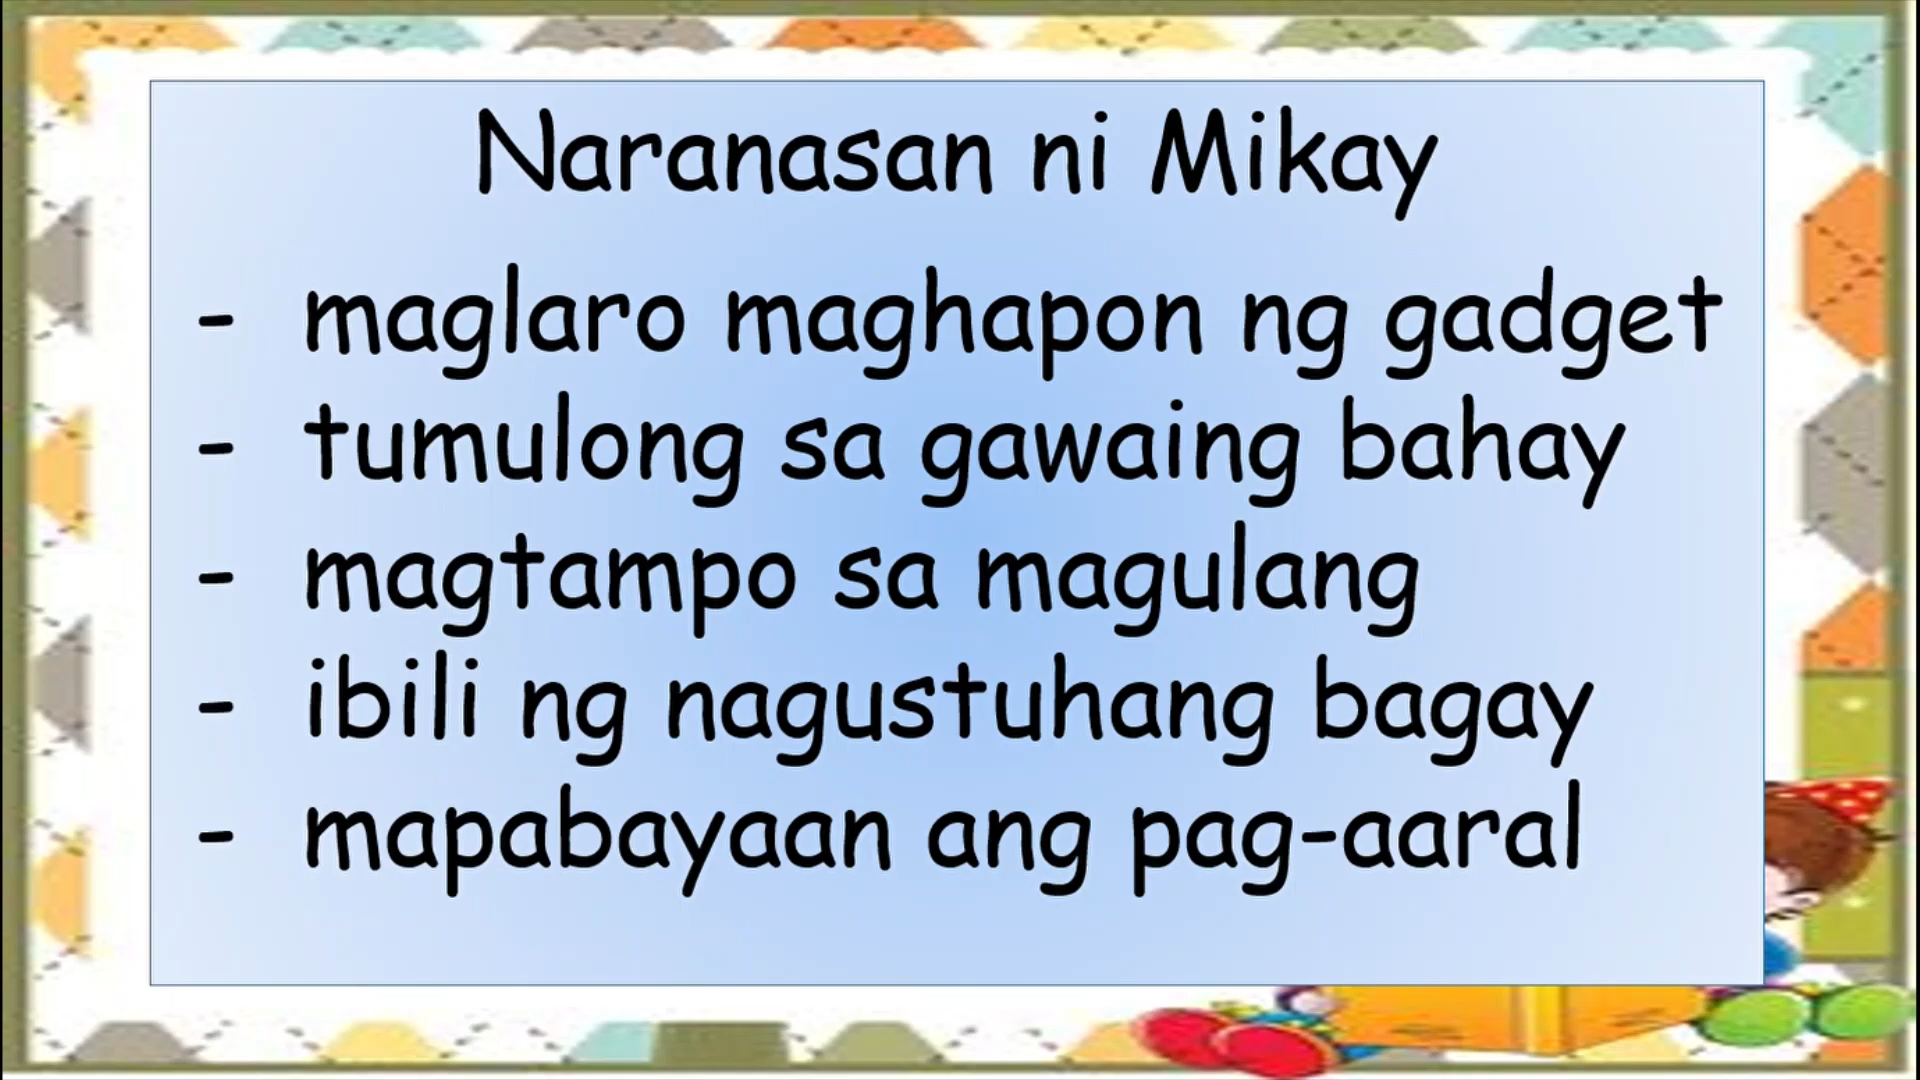 Naranasan ni Mikay
- maglaro maghapon ng gadget
- tumulong sa gawaing bahay
- magtampo sa magulang
- ibili ng nagustuhang bagay
- mapabayaan ang pag-aaral